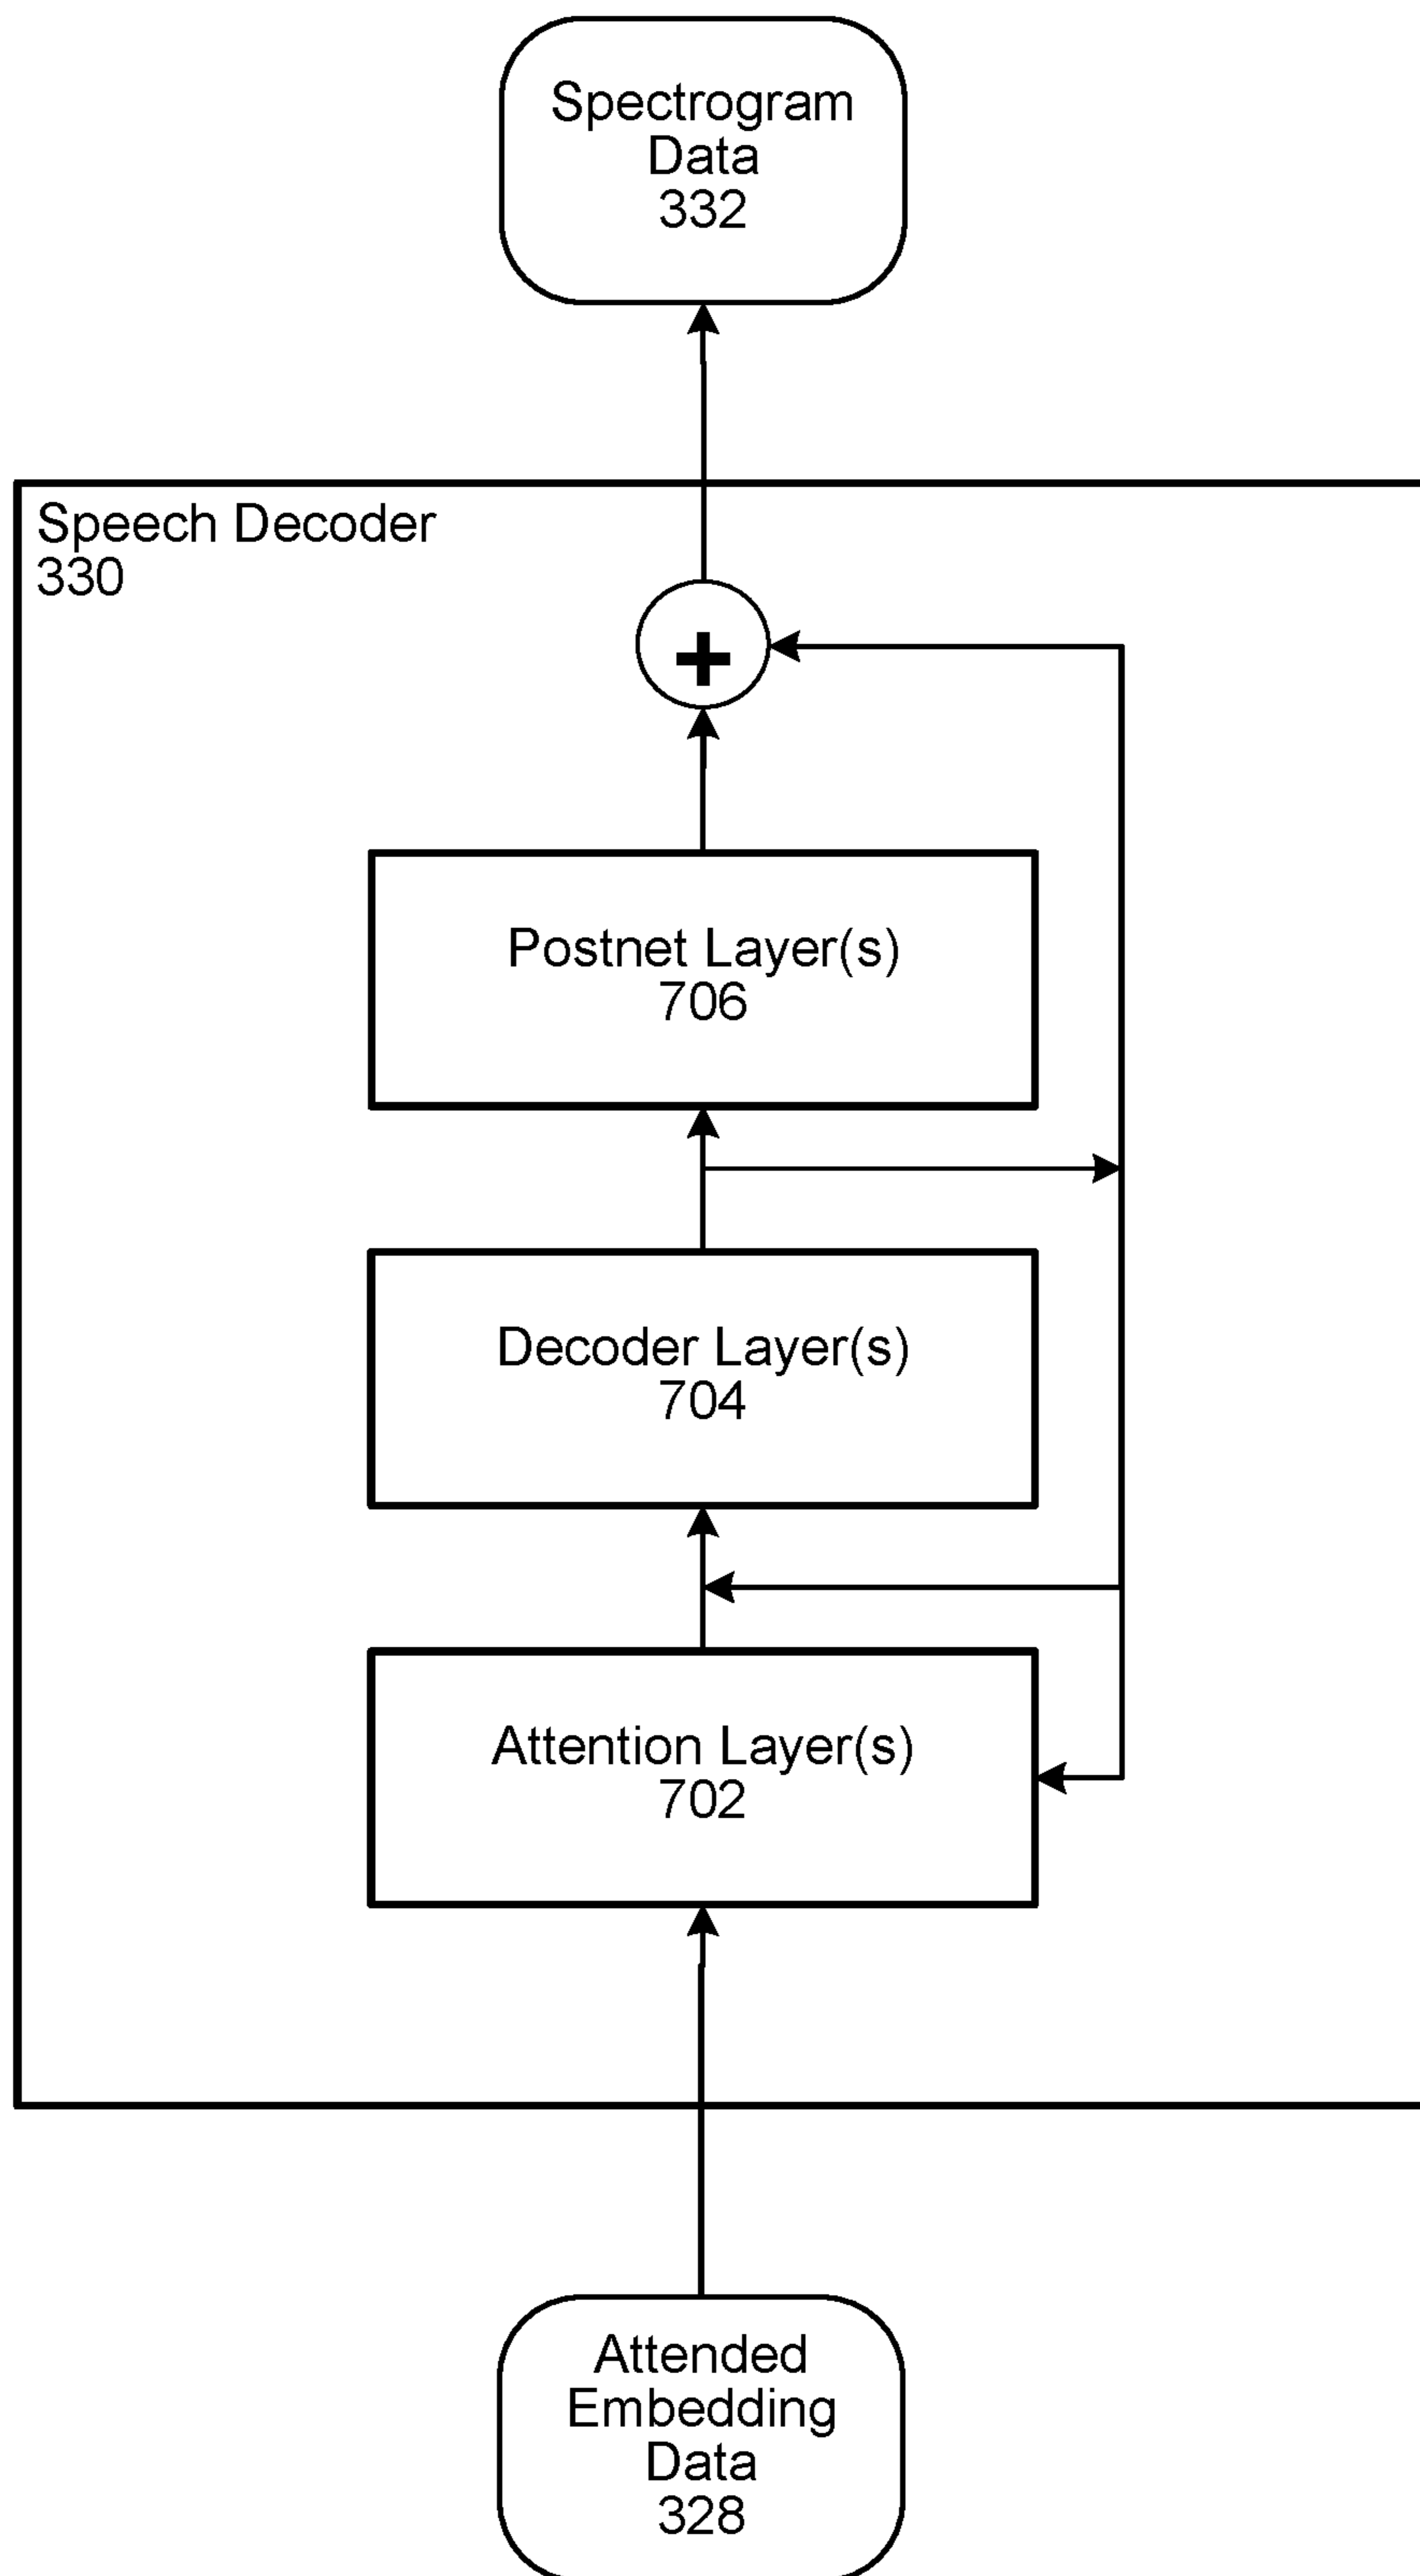 Spectrogram
Data
332
Speech Decoder
330
+
Postnet Layer(s)
706
Decoder Layer(s)
704
Attention Layer(s)
702
Attended
Embedding
Data
328